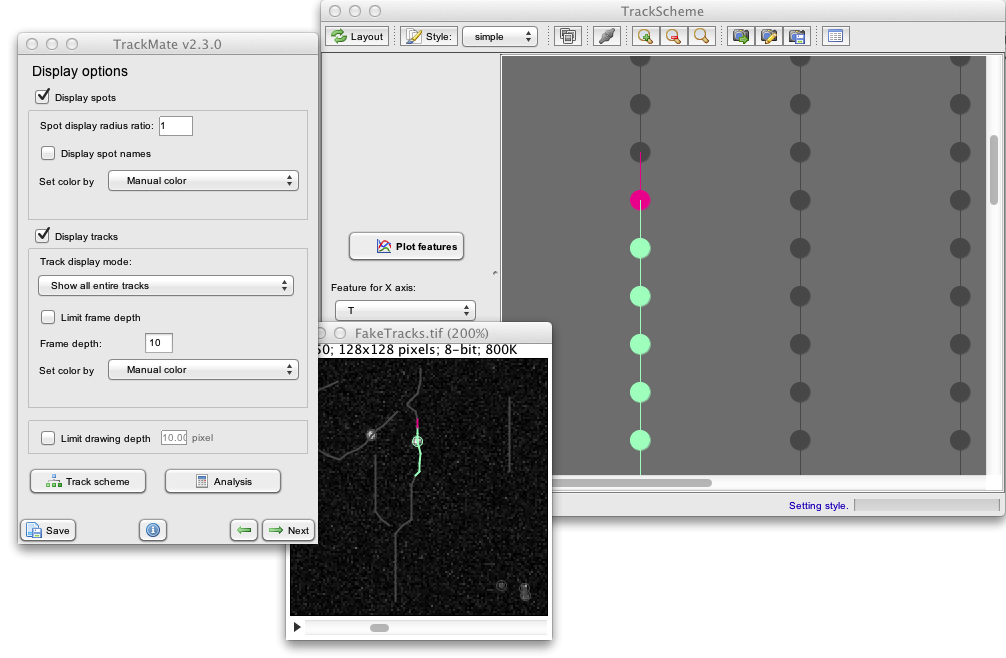 TrackScheme
Layout
Style:
simple
TrackMate v2.3.0
Display options
Display spots
Spot display radius ratio: 1
Display spot names
Set color by Manual color
Display tracks
Track display mode:
Show all entire tracks
Limit frame depth
Frame depth: 10
Set color by Manual color
Limit drawing depth 10.00 pixel
Track scheme
Analysis
Save
Next
Plot features
Feature for X axis:
T
FakeTracks.tif (200%)
50; 128x128 pixels; 8-bit; 800K
Setting style.